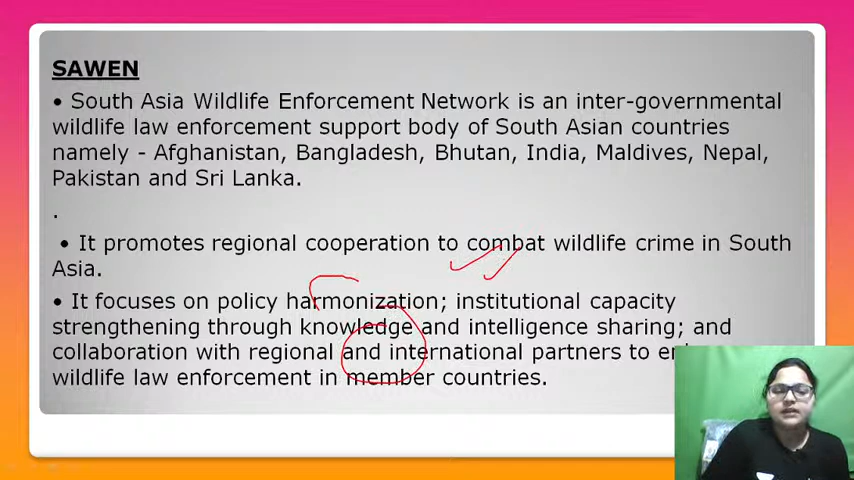 SAWEN
• South Asia Wildlife Enforcement Network is an inter-governmental
wildlife law enforcement support body of South Asian countries
namely - Afghanistan, Bangladesh, Bhutan, India, Maldives, Nepal,
Pakistan and Sri Lanka.
.
• It promotes regional cooperation to combat wildlife crime in South
Asia.
• It focuses on policy harmonization; institutional capacity
strengthening through knowledge and intelligence sharing; and
collaboration with regional and international partners to
wildlife law enforcement in member countries.